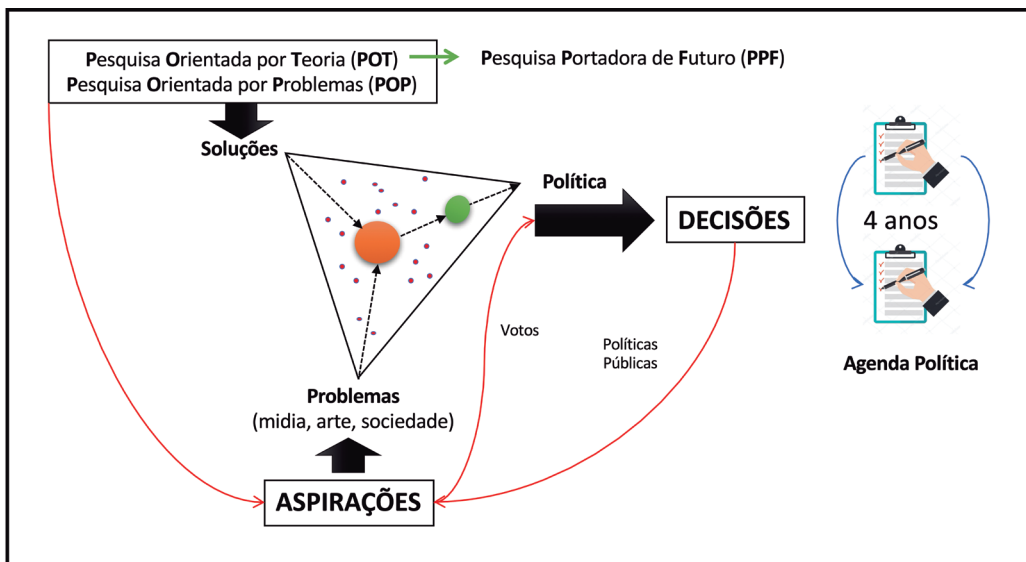 Pesquisa Orientada por Teoria (POT)
Pesquisa Orientada por Problemas (POP)
Pesquisa Portadora de Futuro (PPF)
Soluções
Política
DECISÕES
4 anos
Votos
Políticas
Públicas
Agenda Política
Problemas
(midia, arte, sociedade)
ASPIRAÇÕES